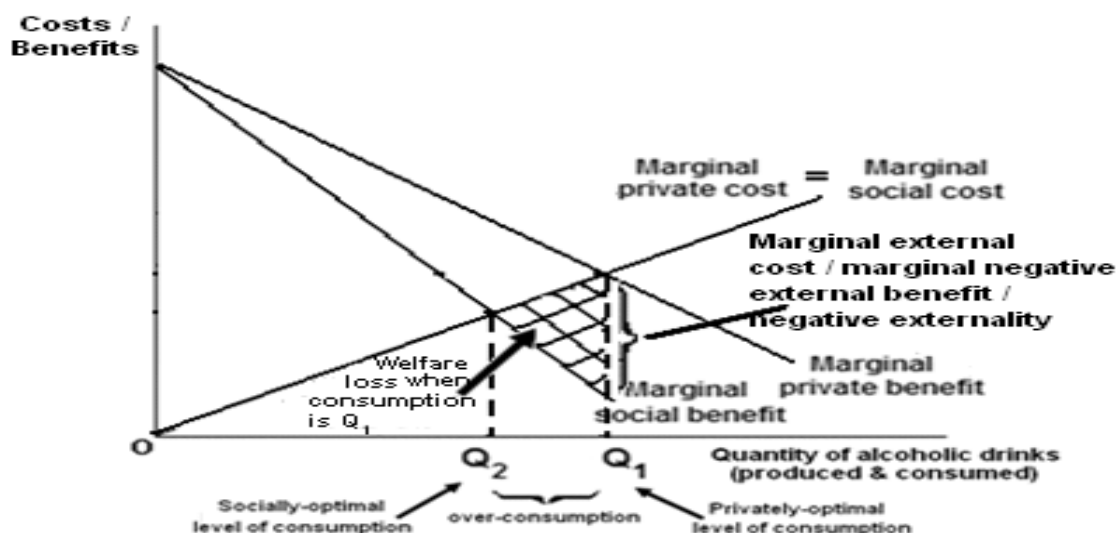 Costs /
Benefits
Marginal
private cost
=
Marginal
social cost
Marginal external
cost / marginal negative
external benefit /
negative externality
Welfare
loss when
consumption
is Q1
Marginal
private benefit
Marginal
social benefit
O
Q2
Q1
Quantity of alcoholic drinks
(produced & consumed)
Socially-optimal
level of consumption
over-consumption
Privately-optimal
level of consumption